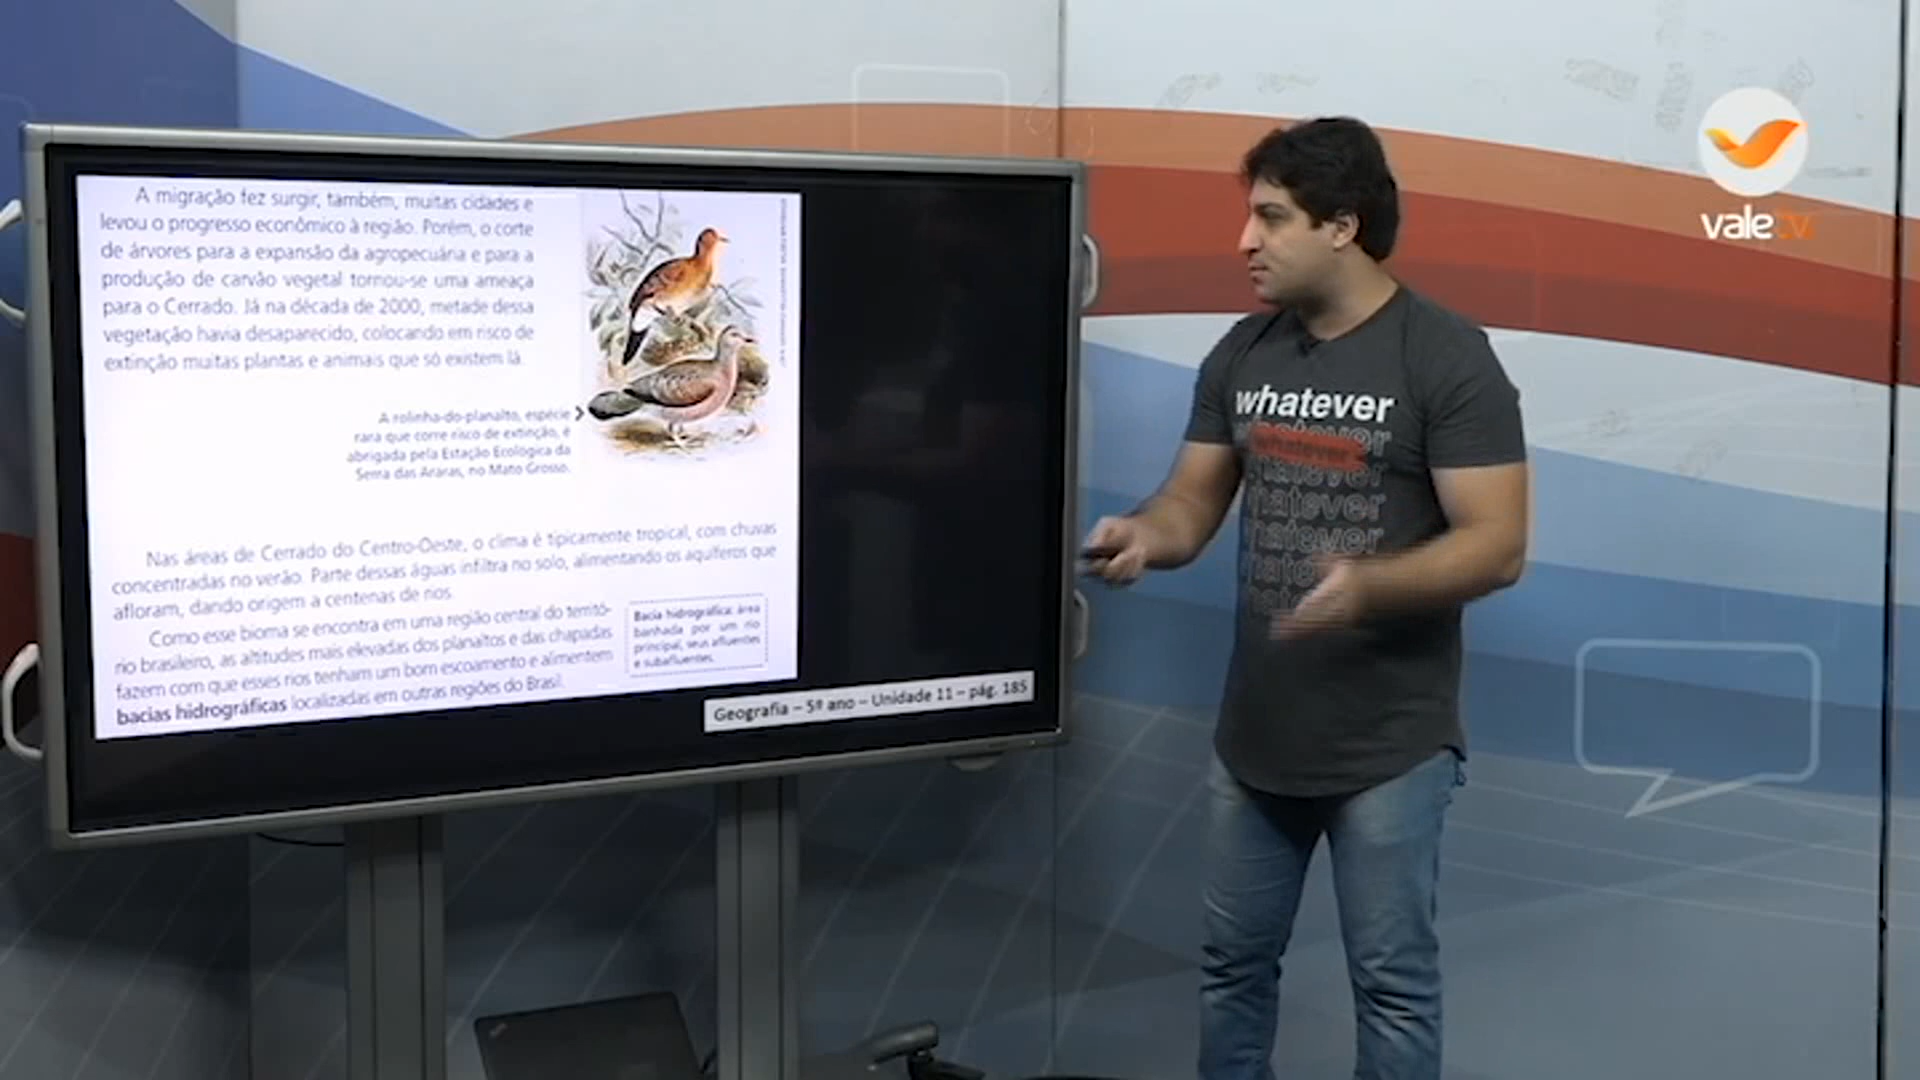 A migração fez surgir, também, muitas cidades e
levou o progresso econômico à região. Porém, o corte
de árvores para a expansão da agropecuária e para a
produção de carvão vegetal tornou-se uma ameaça
para o Cerrado. Já na década de 2000, metade dessa
vegetação havia desaparecido, colocando em risco de
extinção muitas plantas e animais que só existem lá.
A rolinha-do-planalto, espécie
rara que corre risco de extinção, é
abrigada pela Estação Ecológica da
Serra das Araras, no Mato Grosso.
Nas áreas de Cerrado do Centro-Oeste, o clima é tipicamente tropical, com chuvas
concentradas no verão. Parte dessas águas infiltra no solo, alimentando os aquíferos que
afloram, dando origem a centenas de rios.
Como esse bioma se encontra em uma região central do territó-
rio brasileiro, as altitudes mais elevadas dos planaltos e das chapadas
fazem com que esses rios tenham um bom escoamento e alimentem
bacias hidrográficas localizadas em outras regiões do Brasil.
Bacia hidrográfica: área
banhada por um rio
principal, seus afluentes
e subafluentes.
Geografia – 5º ano – Unidade 11 – pág. 185
whatever
whatever
whatever
whatever
whatever
whatever
vale tv